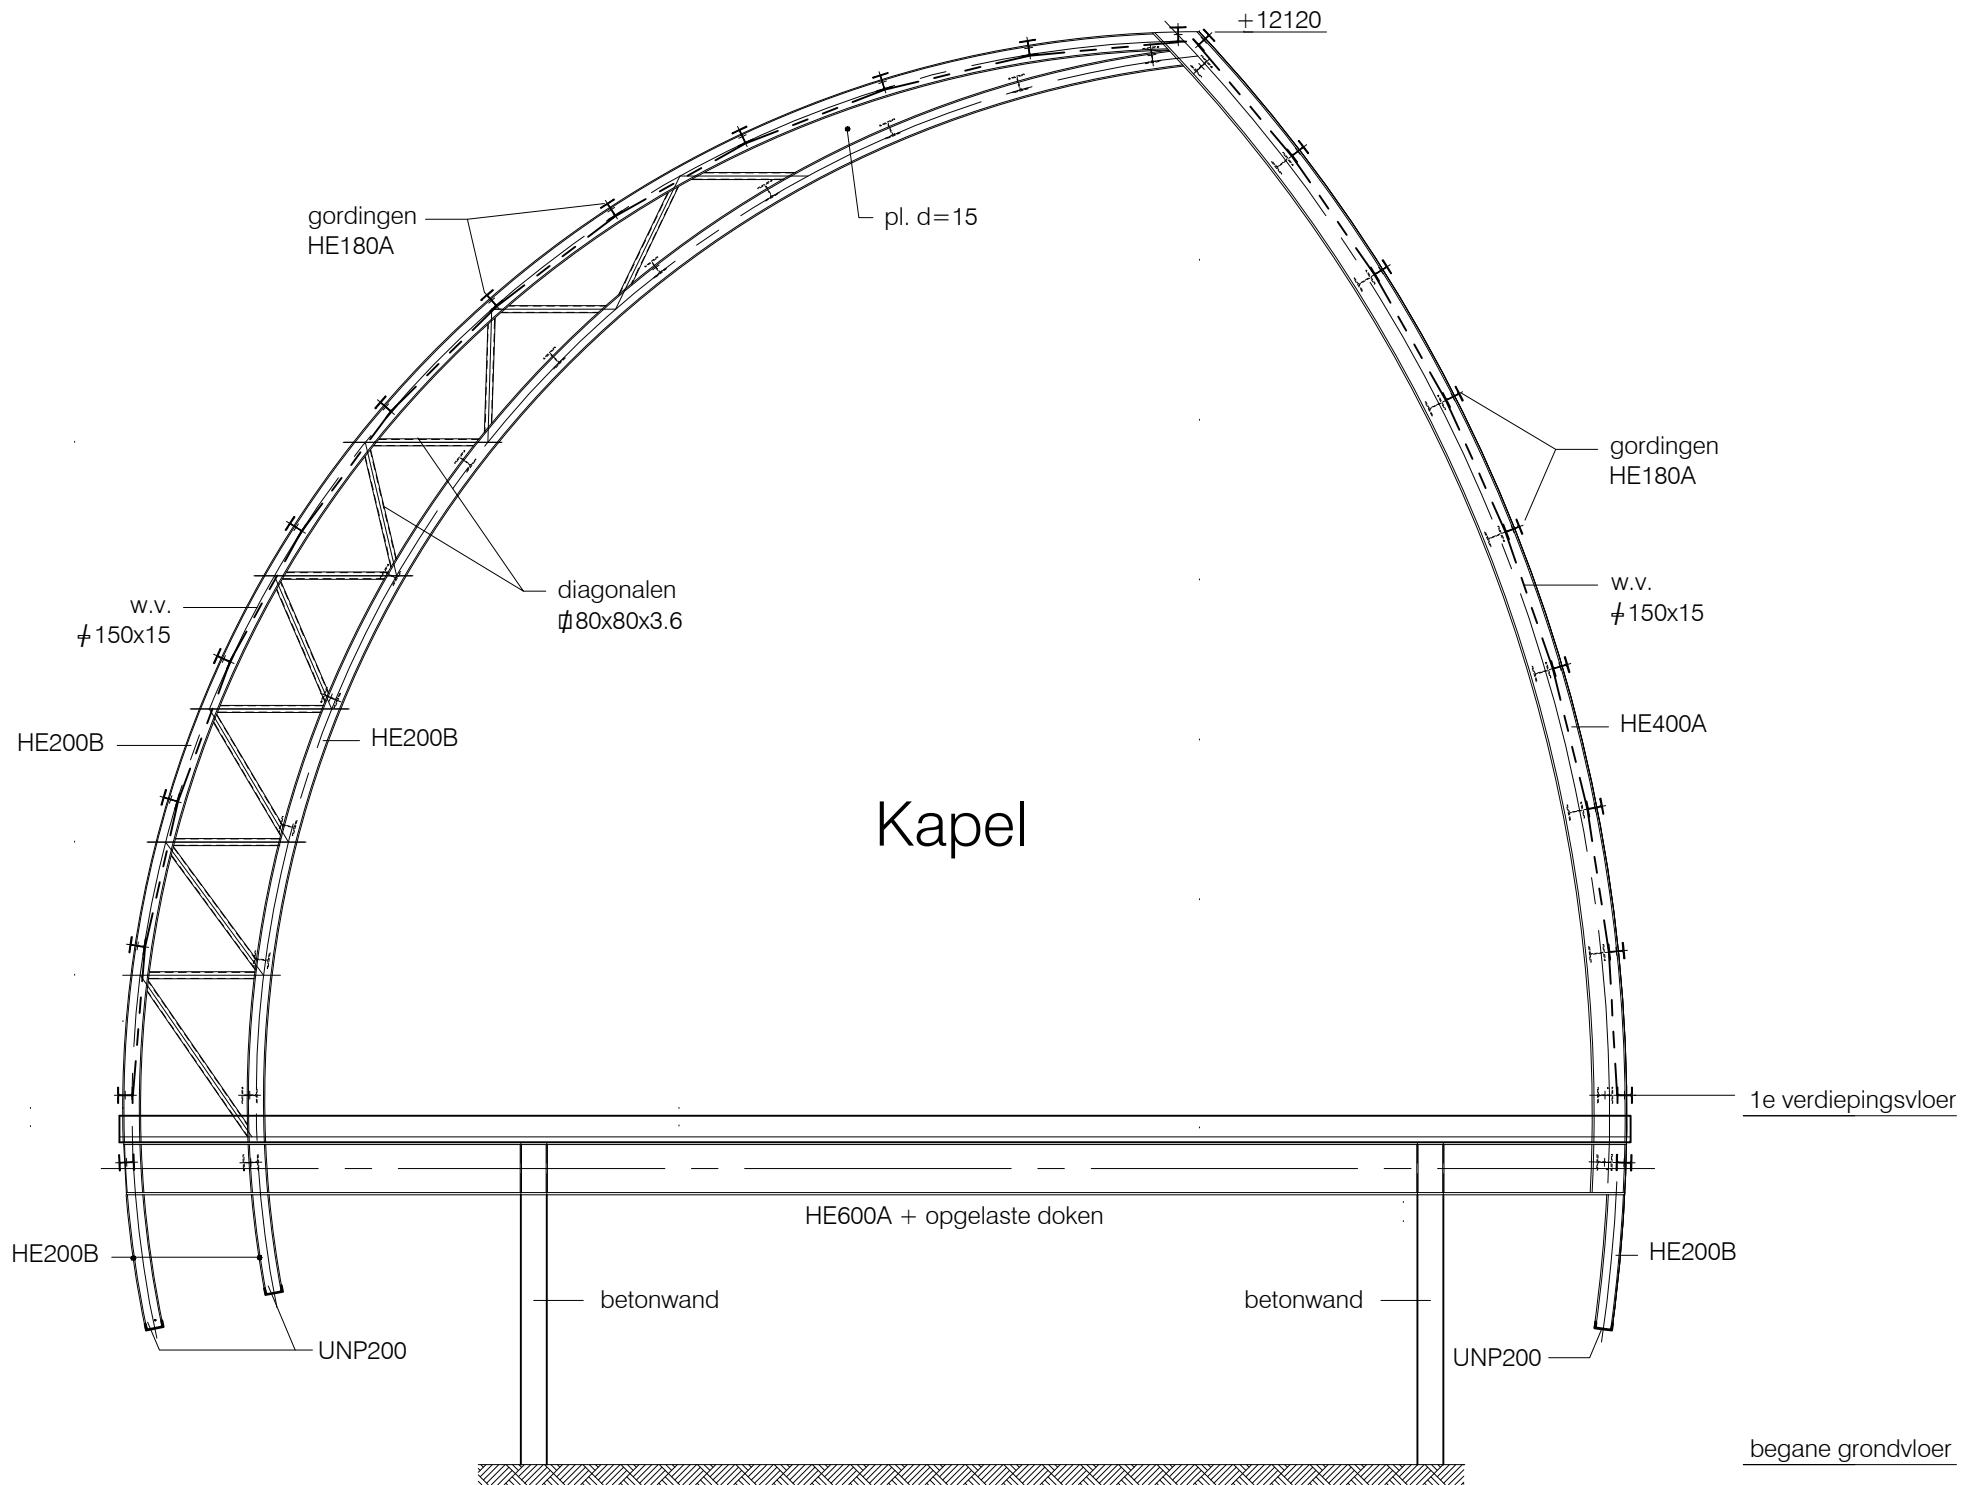 +12120
gordingen
HE180A
pl. d=15
gordingen
HE180A
diagonalen
80x80x3.6
w.v.
150x15
w.v.
150x15
HE200B
HE200B
HE400A
Kapel
1e verdiepingsvloer
HE600A + opgelaste doken
HE200B
HE200B
betonwand
betonwand
UNP200
UNP200
begane grondvloer